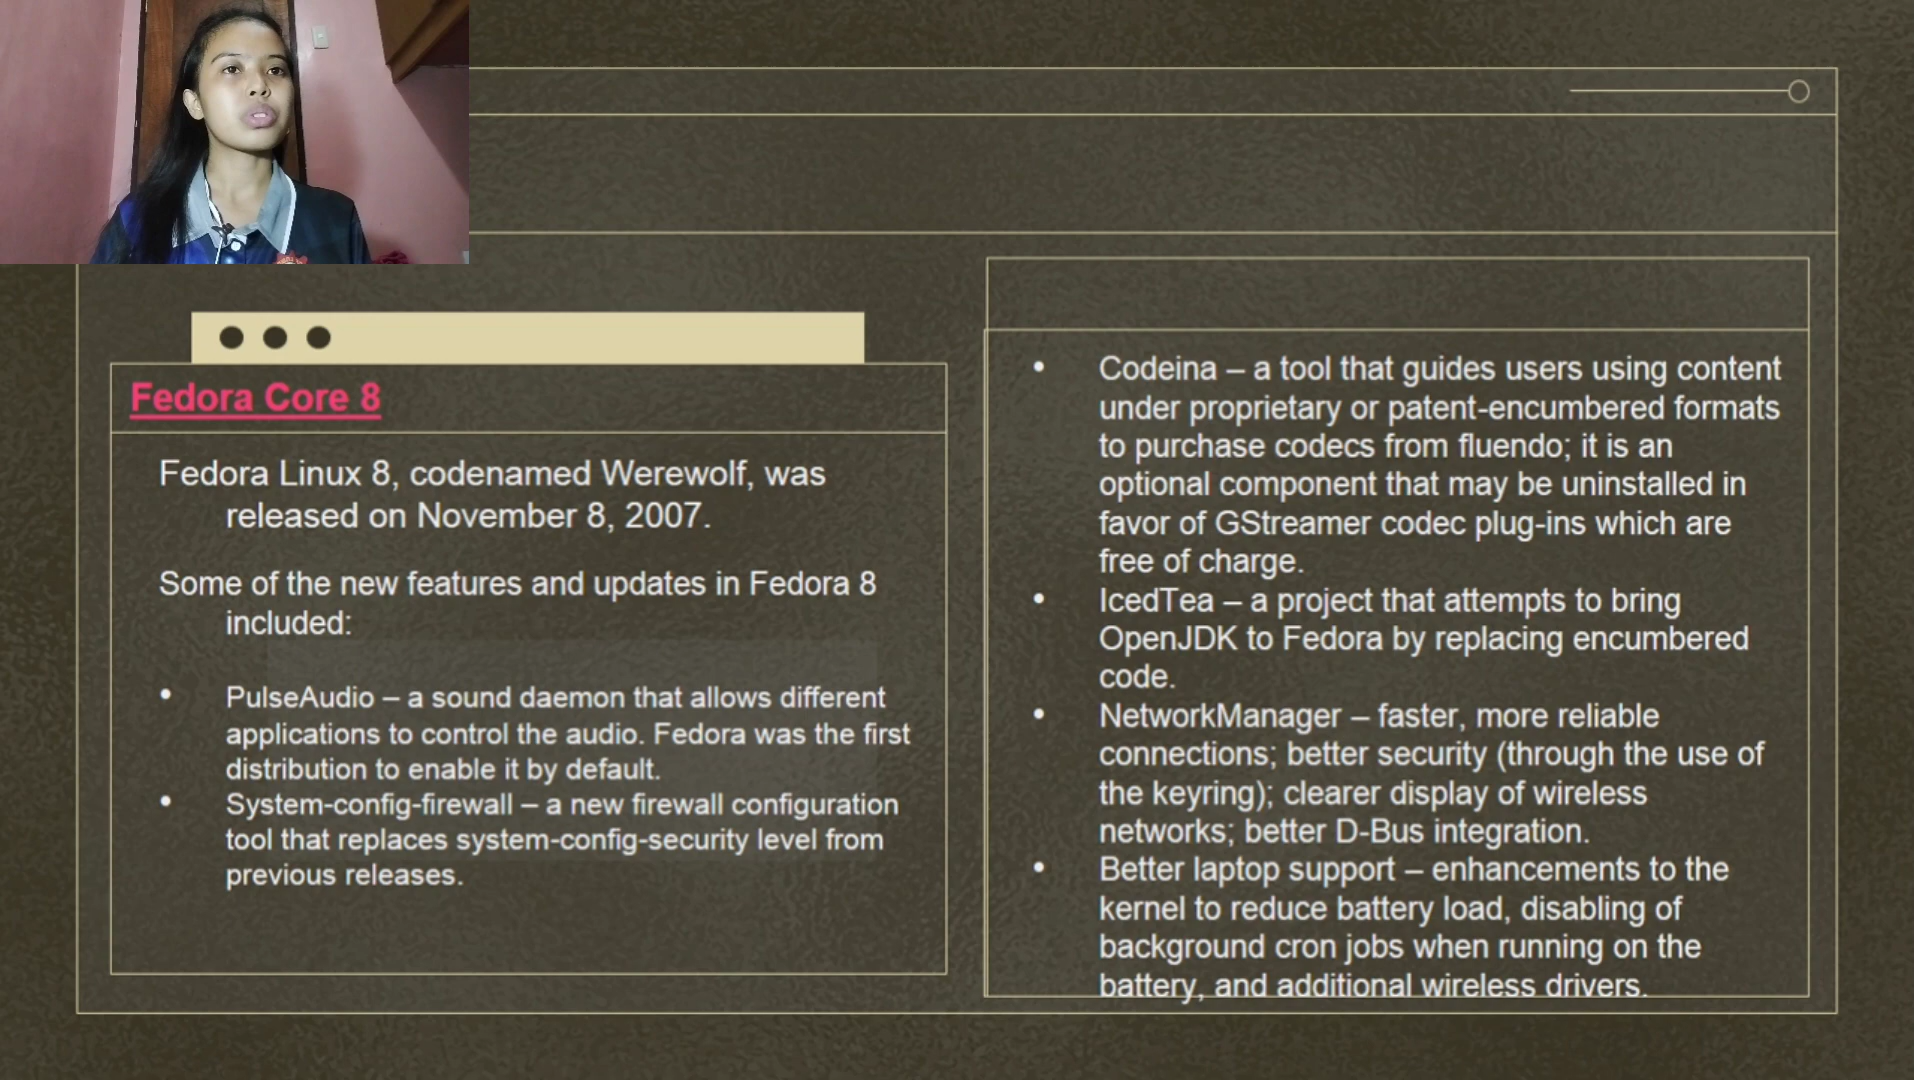 Fedora Core 8
Fedora Linux 8, codenamed Werewolf, was
released on November 8, 2007.
Some of the new features and updates in Fedora 8
included:
• PulseAudio – a sound daemon that allows different
applications to control the audio. Fedora was the first
distribution to enable it by default.
• System-config-firewall – a new firewall configuration
tool that replaces system-config-security level from
previous releases.
• Codeina – a tool that guides users using content
under proprietary or patent-encumbered formats
to purchase codecs from fluendo; it is an
optional component that may be uninstalled in
favor of GStreamer codec plug-ins which are
free of charge.
• IcedTea – a project that attempts to bring
OpenJDK to Fedora by replacing encumbered
code.
• NetworkManager – faster, more reliable
connections; better security (through the use of
the keyring); clearer display of wireless
networks; better D-Bus integration.
• Better laptop support – enhancements to the
kernel to reduce battery load, disabling of
background cron jobs when running on the
battery, and additional wireless drivers.